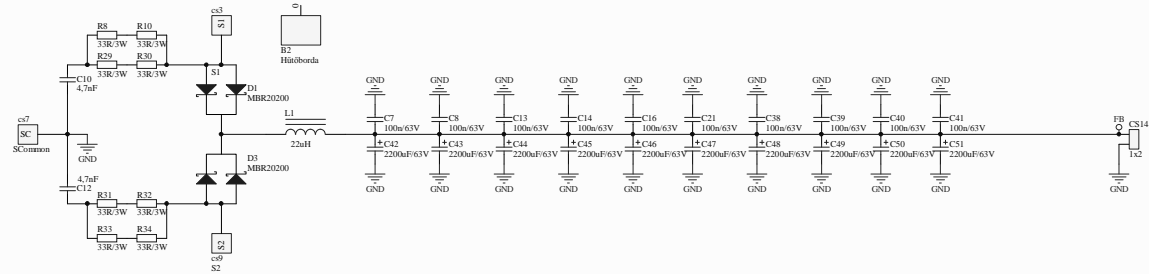 cs3
S1
0
B2
Hűtőborda
R8
33R/3W
R10
33R/3W
R29
33R/3W
R30
33R/3W
S1
D1
MBR20200
C10
4,7nF
cs7
SC
SCommon
GND
L1
22uH
D3
MBR20200
4,7nF
C12
R31
33R/3W
R32
33R/3W
R33
33R/3W
R34
33R/3W
S2
cs9
S2
GND GND GND GND GND GND GND GND GND GND
C7 C8 C13 C14 C16 C21 C38 C39 C40 C41
100n/63V 100n/63V 100n/63V 100n/63V 100n/63V 100n/63V 100n/63V 100n/63V 100n/63V 100n/63V
+ C42 + C43 + C44 + C45 + C46 + C47 + C48 + C49 + C50 + C51
2200uF/63V 2200uF/63V 2200uF/63V 2200uF/63V 2200uF/63V 2200uF/63V 2200uF/63V 2200uF/63V 2200uF/63V 2200uF/63V
GND GND GND GND GND GND GND GND GND GND
FB
CS14
1x2
GND